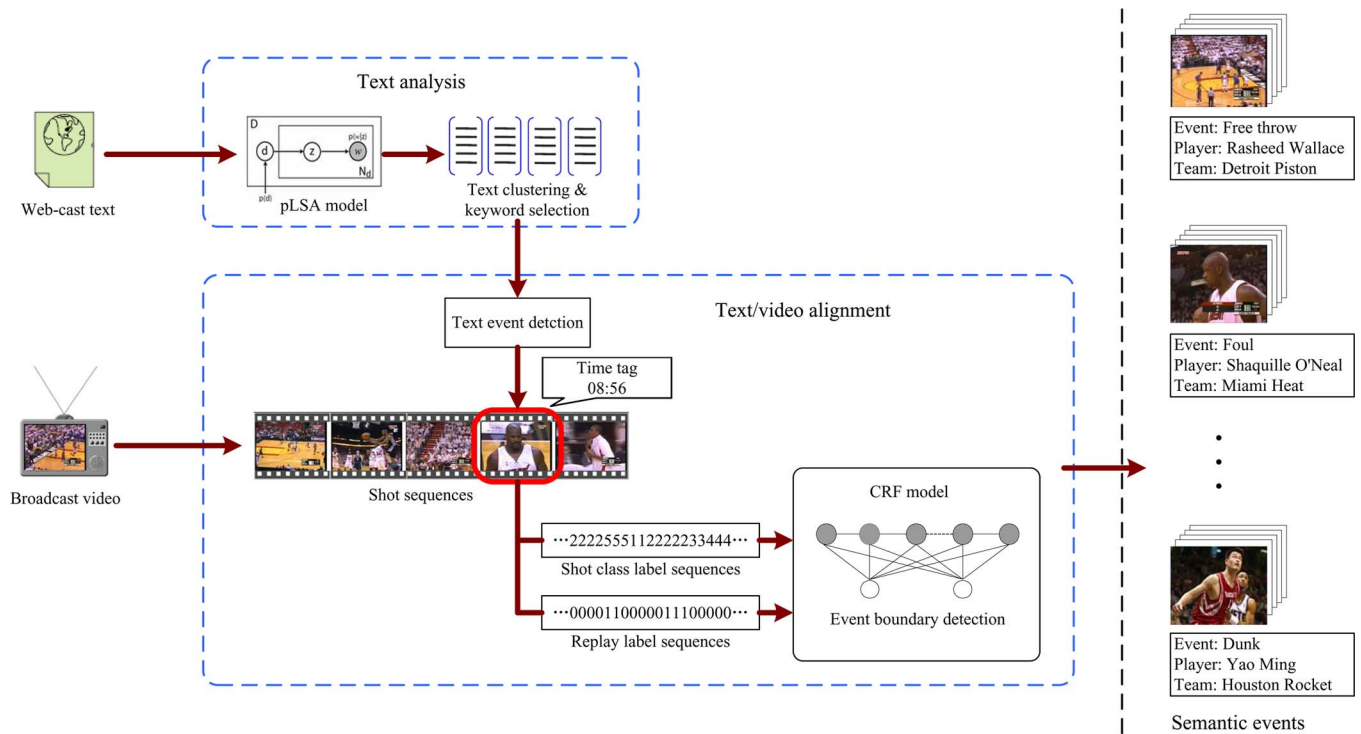 Text analysis
D
d
z
p(w|z)
w
N_d
p(d)
pLSA model
Text clustering &
keyword selection
Web-cast text
Text/video alignment
Text event detction
Time tag
08:56
Broadcast video
Shot sequences
···2222555112222233444···
Shot class label sequences
···0000110000011100000···
Replay label sequences
CRF model
Event boundary detection
Event: Free throw
Player: Rasheed Wallace
Team: Detroit Piston
Event: Foul
Player: Shaquille O'Neal
Team: Miami Heat
Event: Dunk
Player: Yao Ming
Team: Houston Rocket
Semantic events